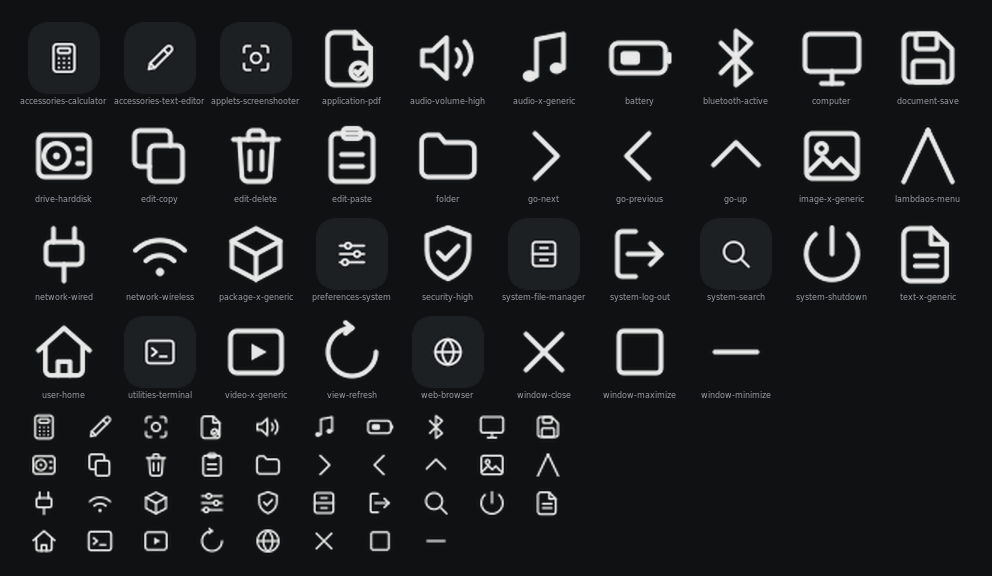 accessories-calculator accessories-text-editor applets-screenshooter application-pdf audio-volume-high audio-x-generic battery bluetooth-active computer document-save
drive-harddisk edit-copy edit-delete edit-paste folder go-next go-previous go-up image-x-generic lambdaos-menu
network-wired network-wireless package-x-generic preferences-system security-high system-file-manager system-log-out system-search system-shutdown text-x-generic
user-home utilities-terminal video-x-generic view-refresh web-browser window-close window-maximize window-minimize